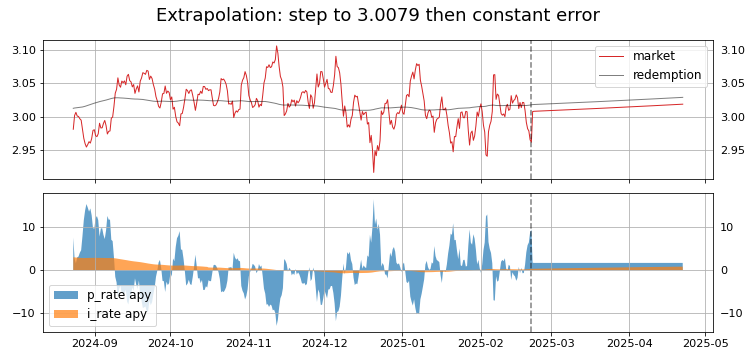 Extrapolation: step to 3.0079 then constant error
3.10 3.10
3.05 3.05
3.00 3.00
2.95 2.95
market
redemption
10 10
0 0
−10 −10
p_rate apy
i_rate apy
2024-09 2024-10 2024-11 2024-12 2025-01 2025-02 2025-03 2025-04 2025-05